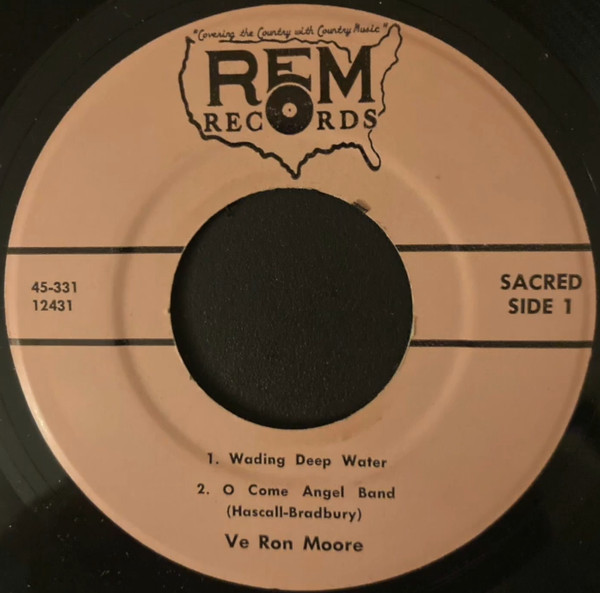 "Covering the Country with Country Music"
REM
RECORDS
45-331
12431
SACRED
SIDE 1
1. Wading Deep Water
2. O Come Angel Band
(Hascall-Bradbury)
Ve Ron Moore